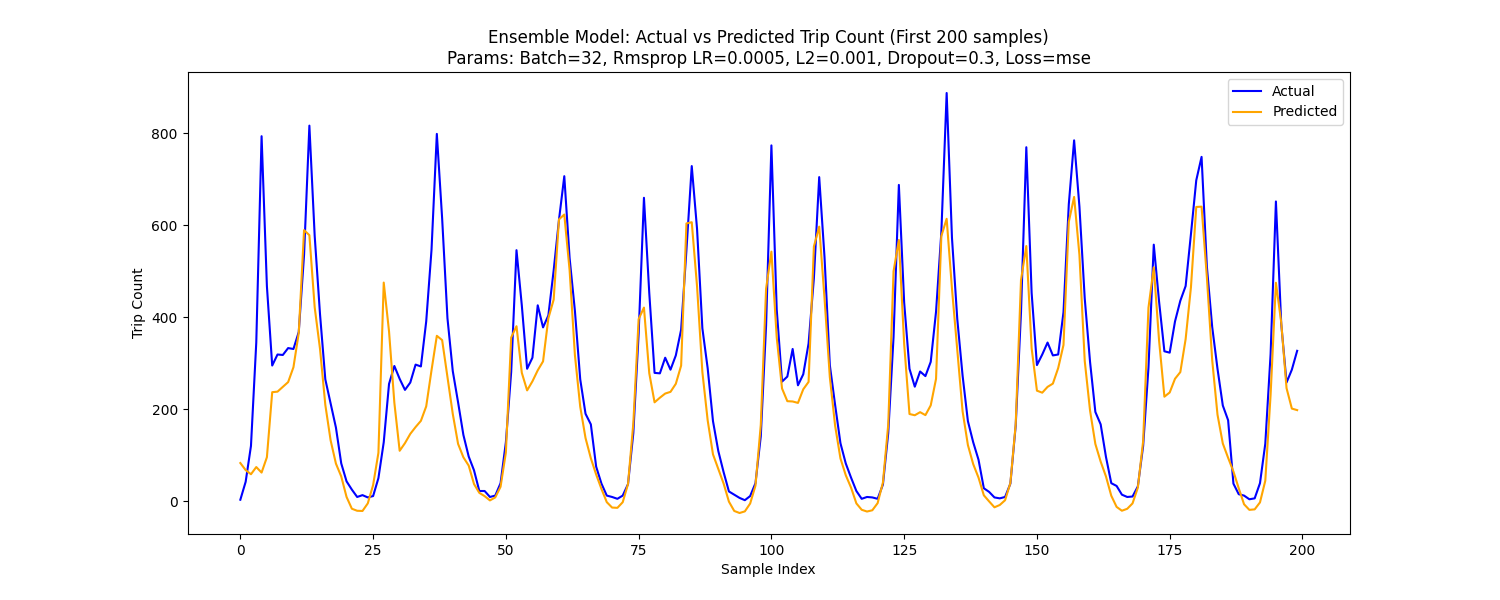 Ensemble Model: Actual vs Predicted Trip Count (First 200 samples)
Params: Batch=32, Rmsprop LR=0.0005, L2=0.001, Dropout=0.3, Loss=mse
Actual
Predicted
800
600
400
200
0
Trip Count
0 25 50 75 100 125 150 175 200
Sample Index